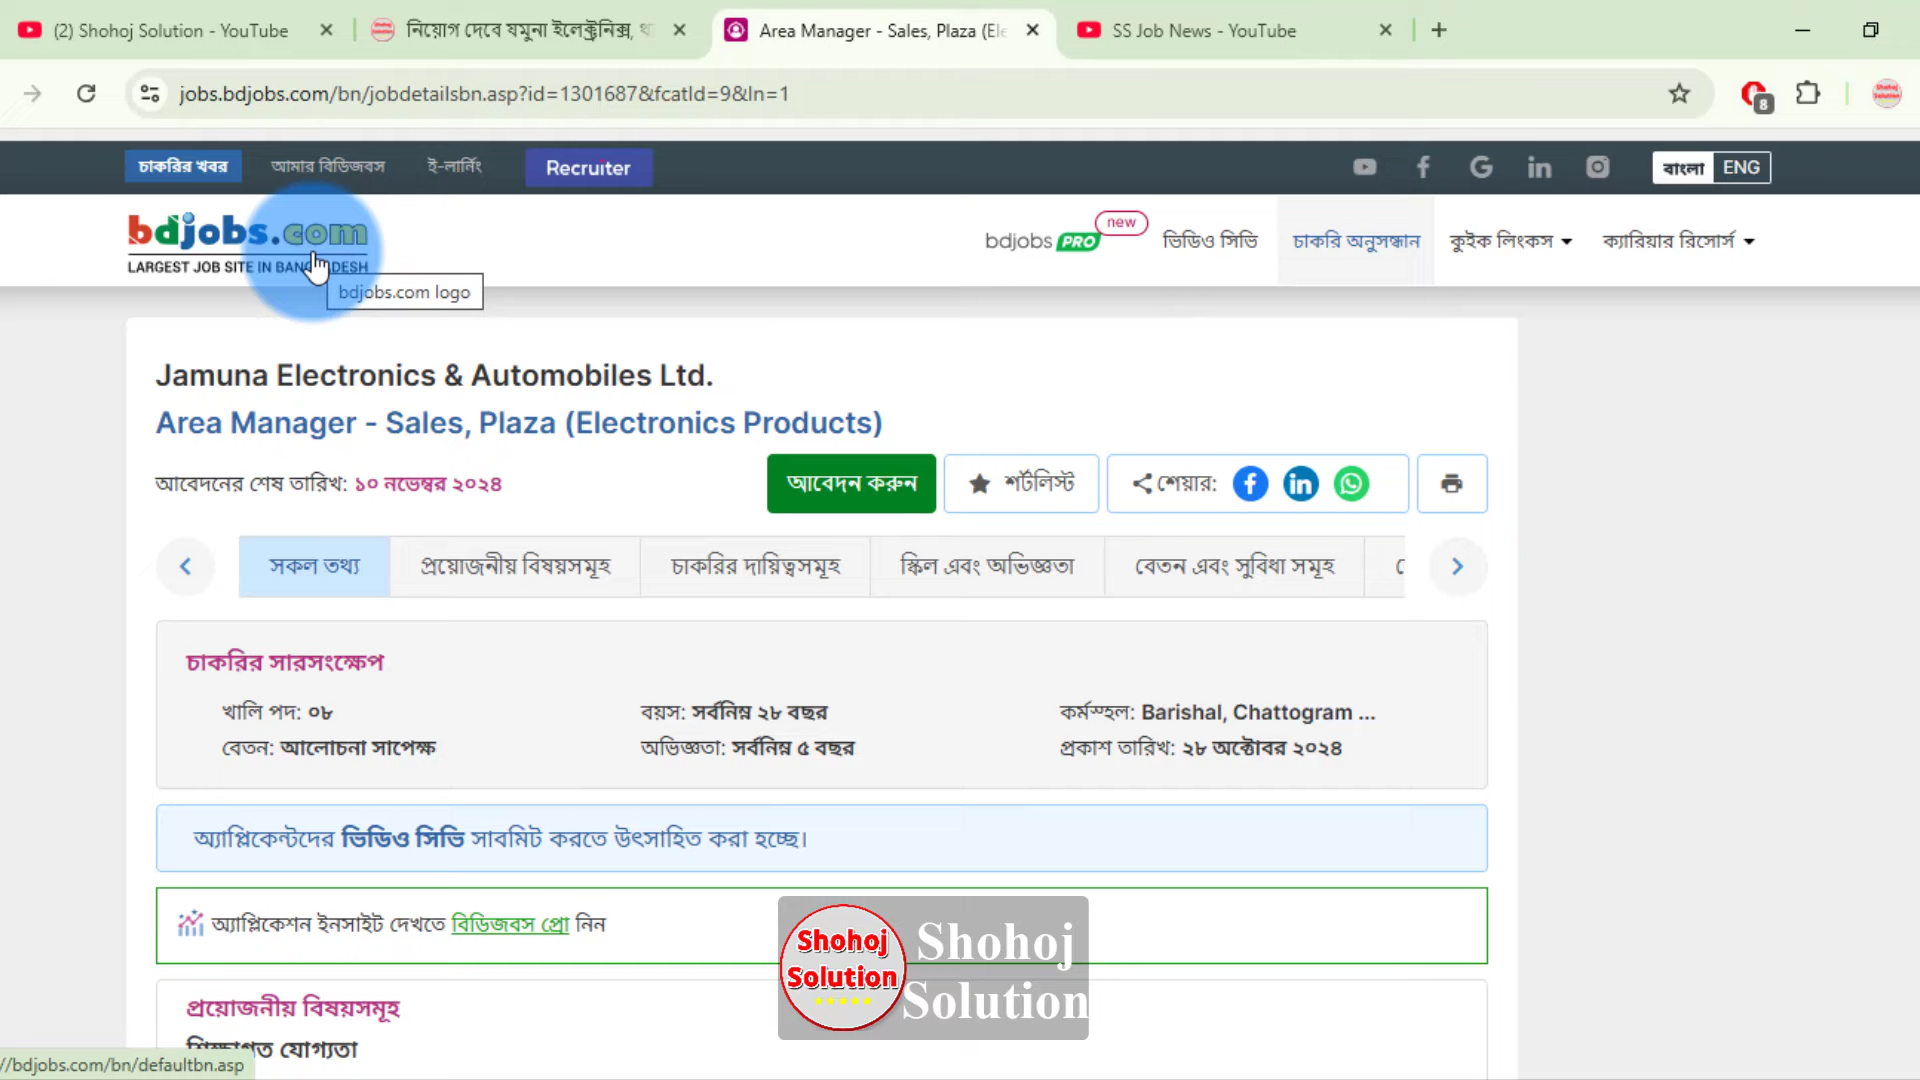 (2) Shohoj Solution - YouTube
নিয়োগ দেবে যমুনা ইলেক্ট্রনিক্স,
Area Manager - Sales, Plaza (Ele
SS Job News - YouTube
jobs.bdjobs.com/bn/jobdetailsbn.asp?id=1301687&fcatId=9&ln=1
8
চাকরির খবর
আমার বিডিজবস
ই-লার্নিং
Recruiter
বাংলা ENG
bdjobs.com
LARGEST JOB SITE IN BANGLADESH
bdjobs.com logo
bdjobs PRO new
ভিডিও সিভি
চাকরি অনুসন্ধান
কুইক লিংকস
ক্যারিয়ার রিসোর্স
Jamuna Electronics & Automobiles Ltd.
Area Manager - Sales, Plaza (Electronics Products)
আবেদনের শেষ তারিখ: ১০ নভেম্বর ২০২৪
আবেদন করুন
শর্টলিস্ট
শেয়ার:
সকল তথ্য
প্রয়োজনীয় বিষয়সমূহ
চাকরির দায়িত্বসমূহ
স্কিল এবং অভিজ্ঞতা
বেতন এবং সুবিধা সমূহ
চাকরির সারসংক্ষেপ
খালি পদ: ০৮
বয়স: সর্বনিম্ন ২৮ বছর
কর্মস্হল: Barishal, Chattogram ...
বেতন: আলোচনা সাপেক্ষ
অভিজ্ঞতা: সর্বনিম্ন ৫ বছর
প্রকাশ তারিখ: ২৮ অক্টোবর ২০২৪
অ্যাপ্লিকেন্টদের ভিডিও সিভি সাবমিট করতে উৎসাহিত করা হচ্ছে।
অ্যাপ্লিকেশন ইনসাইট দেখতে বিডিজবস প্রো নিন
Shohoj
Solution
Shohoj
Solution
প্রয়োজনীয় বিষয়সমূহ
শিক্ষাগত যোগ্যতা
//bdjobs.com/bn/defaultbn.asp